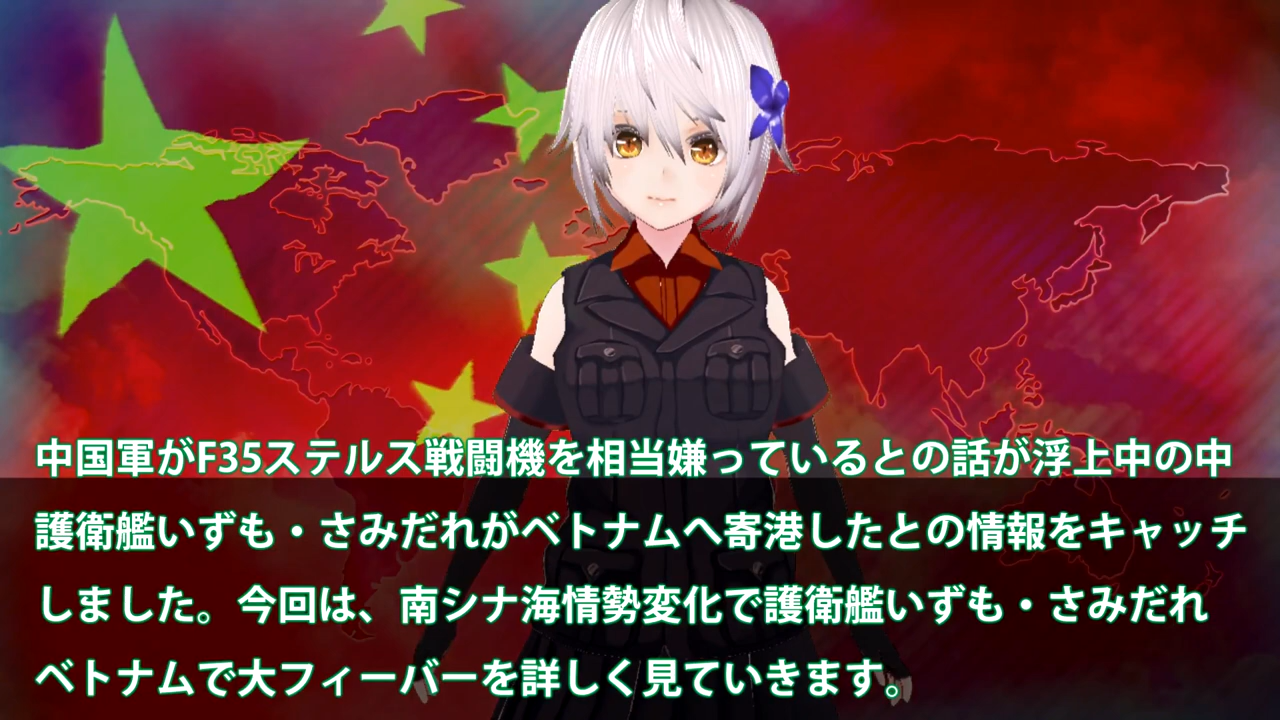 中国軍がF35ステルス戦闘機を相当嫌っているとの話が浮上中の中
護衛艦いずも・さみだれがベトナムへ寄港したとの情報をキャッチ
しました。今回は、南シナ海情勢変化で護衛艦いずも・さみだれ
ベトナムで大フィーバーを詳しく見ていきます。